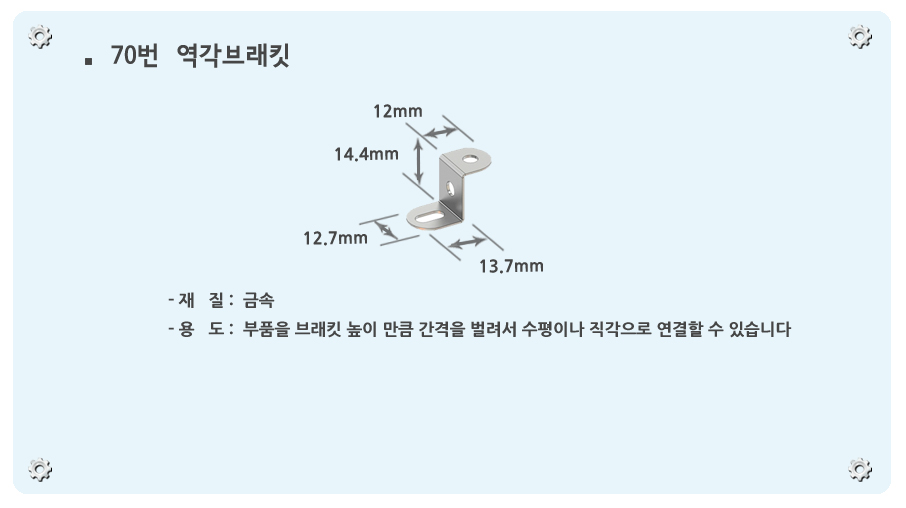 ▪ 70번 역각브래킷
12mm
14.4mm
12.7mm
13.7mm
- 재 질 : 금속
- 용 도 : 부품을 브래킷 높이 만큼 간격을 벌려서 수평이나 직각으로 연결할 수 있습니다